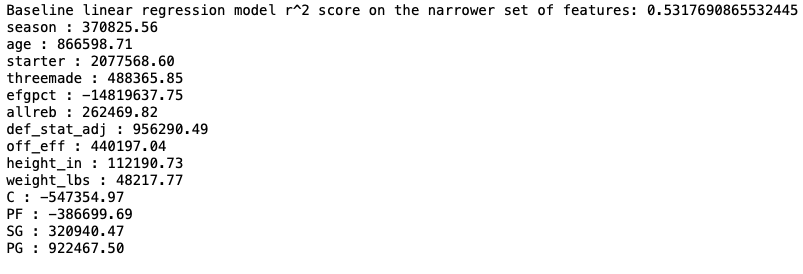 Baseline linear regression model r^2 score on the narrower set of features: 0.5317690865532445
season : 370825.56
age : 866598.71
starter : 2077568.60
threemade : 488365.85
efgpct : -14819637.75
allreb : 262469.82
def_stat_adj : 956290.49
off_eff : 440197.04
height_in : 112190.73
weight_lbs : 48217.77
C : -547354.97
PF : -386699.69
SG : 320940.47
PG : 922467.50